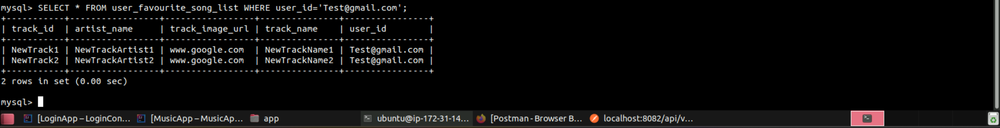 mysql> SELECT * FROM user_favourite_song_list WHERE user_id='Test@gmail.com';
+-----------+-----------------+-----------------+---------------+----------------+
| track_id  | artist_name     | track_image_url | track_name    | user_id        |
+-----------+-----------------+-----------------+---------------+----------------+
| NewTrack1 | NewTrackArtist1 | www.google.com  | NewTrackName1 | Test@gmail.com |
| NewTrack2 | NewTrackArtist2 | www.google.com  | NewTrackName2 | Test@gmail.com |
+-----------+-----------------+-----------------+---------------+----------------+
2 rows in set (0.00 sec)
mysql>
[LoginApp – LoginCon... [MusicApp – MusicAp... app ubuntu@ip-172-31-14... [Postman - Browser B... localhost:8082/api/v...